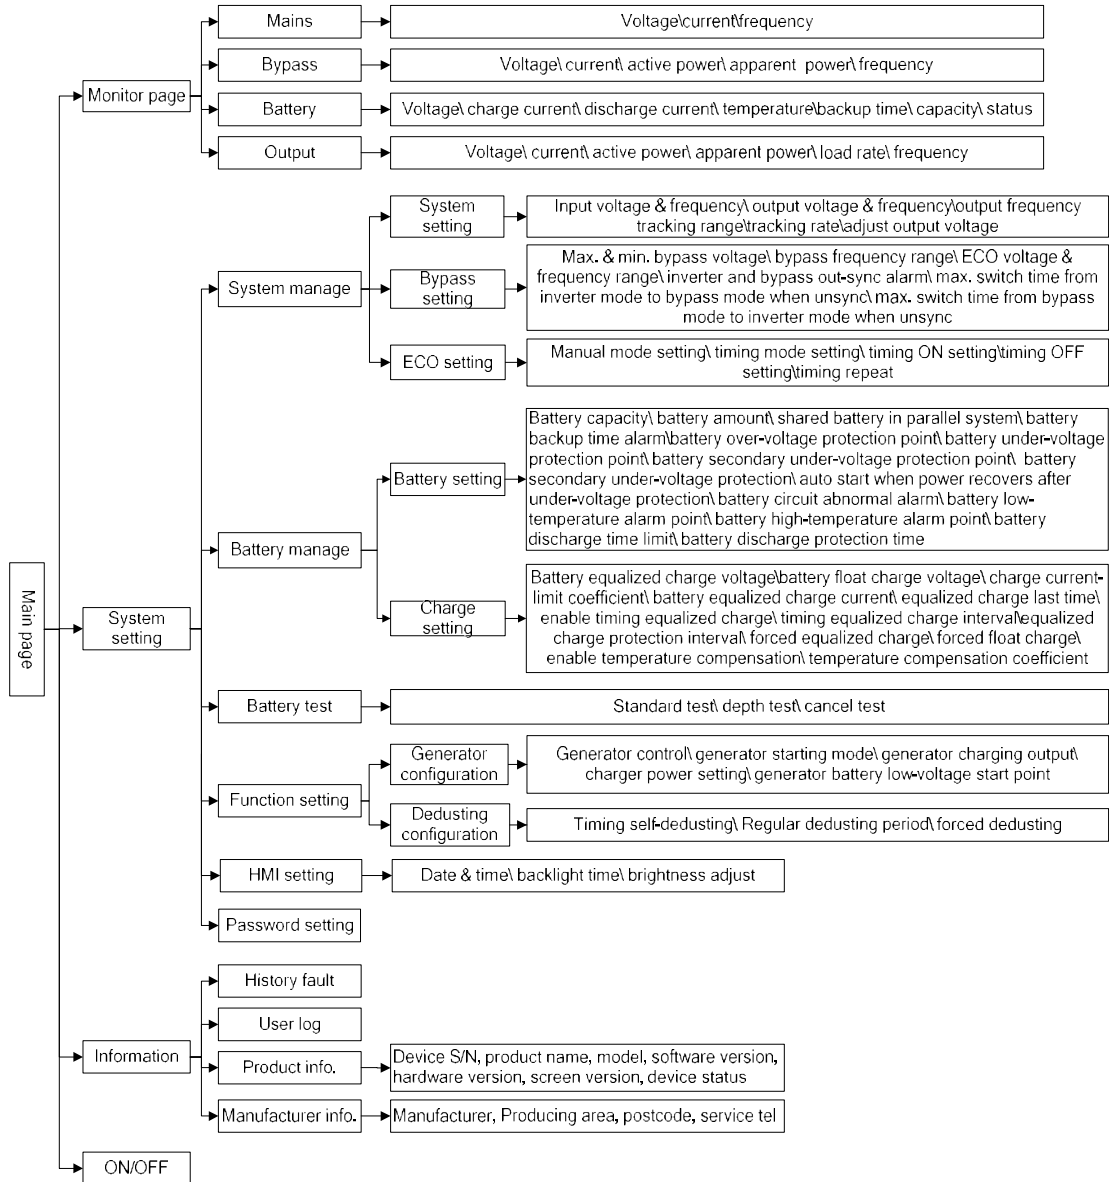 Main page
Monitor page
Mains
Voltage\current\frequency
Bypass
Voltage\ current\ active power\ apparent power\ frequency
Battery
Voltage\ charge current\ discharge current\ temperature\backup time\ capacity\ status
Output
Voltage\ current\ active power\ apparent power\ load rate\ frequency
System
setting
System manage
System
setting
Input voltage & frequency\ output voltage & frequency\output frequency
tracking range\tracking rate\adjust output voltage
Bypass
setting
Max. & min. bypass voltage\ bypass frequency range\ ECO voltage &
frequency range\ inverter and bypass out-sync alarm\ max. switch time from
inverter mode to bypass mode when unsync\ max. switch time from bypass
mode to inverter mode when unsync
ECO setting
Manual mode setting\ timing mode setting\ timing ON setting\timing OFF
setting\timing repeat
Battery manage
Battery setting
Battery capacity\ battery amount\ shared battery in parallel system\ battery
backup time alarm\battery over-voltage protection point\ battery under-voltage
protection point\ battery secondary under-voltage protection point\ battery
secondary under-voltage protection\ auto start when power recovers after
under-voltage protection\ battery circuit abnormal alarm\ battery low-
temperature alarm point\ battery high-temperature alarm point\ battery
discharge time limit\ battery discharge protection time
Charge
setting
Battery equalized charge voltage\battery float charge voltage\ charge current-
limit coefficient\ battery equalized charge current\ equalized charge last time\
enable timing equalized charge\ timing equalized charge interval\equalized
charge protection interval\ forced equalized charge\ forced float charge\
enable temperature compensation\ temperature compensation coefficient
Battery test
Standard test\ depth test\ cancel test
Function setting
Generator
configuration
Generator control\ generator starting mode\ generator charging output\
charger power setting\ generator battery low-voltage start point
Dedusting
configuration
Timing self-dedusting\ Regular dedusting period\ forced dedusting
HMI setting
Date & time\ backlight time\ brightness adjust
Password setting
Information
History fault
User log
Product info.
Device S/N, product name, model, software version,
hardware version, screen version, device status
Manufacturer info.
Manufacturer, Producing area, postcode, service tel
ON/OFF